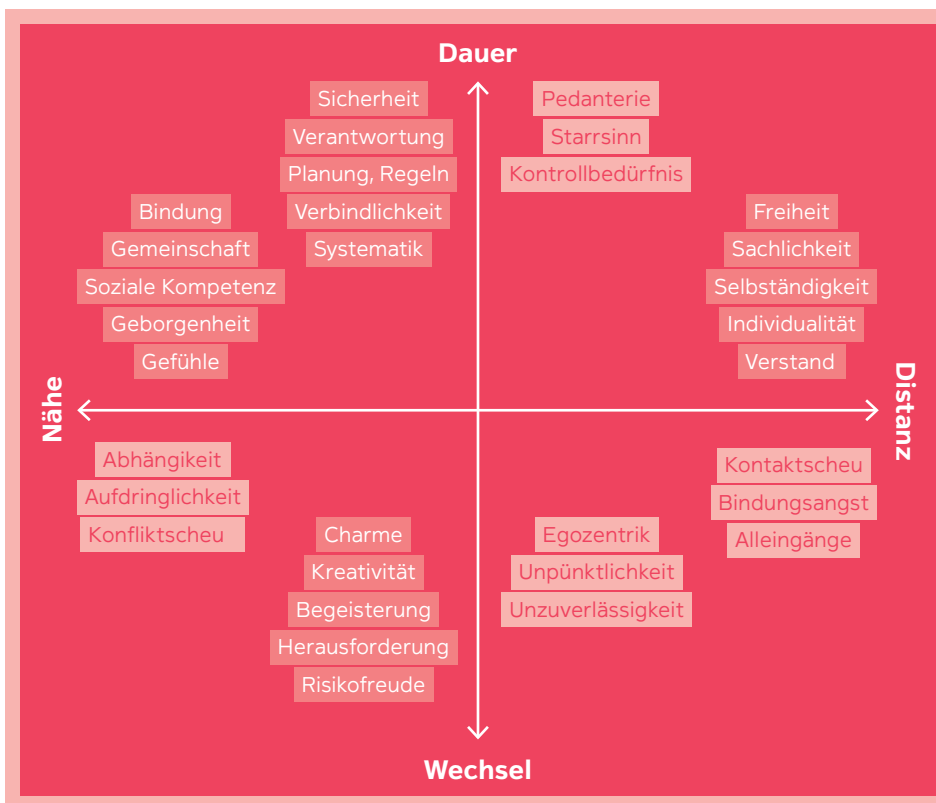 Dauer
Sicherheit
Verantwortung
Planung, Regeln
Verbindlichkeit
Systematik
Pedanterie
Starrsinn
Kontrollbedürfnis
Bindung
Gemeinschaft
Soziale Kompetenz
Geborgenheit
Gefühle
Freiheit
Sachlichkeit
Selbständigkeit
Individualität
Verstand
Nähe
Distanz
Abhängikeit
Aufdringlichkeit
Konfliktscheu
Charme
Kreativität
Begeisterung
Herausforderung
Risikofreude
Egozentrik
Unpünktlichkeit
Unzuverlässigkeit
Kontaktscheu
Bindungsangst
Alleingänge
Wechsel